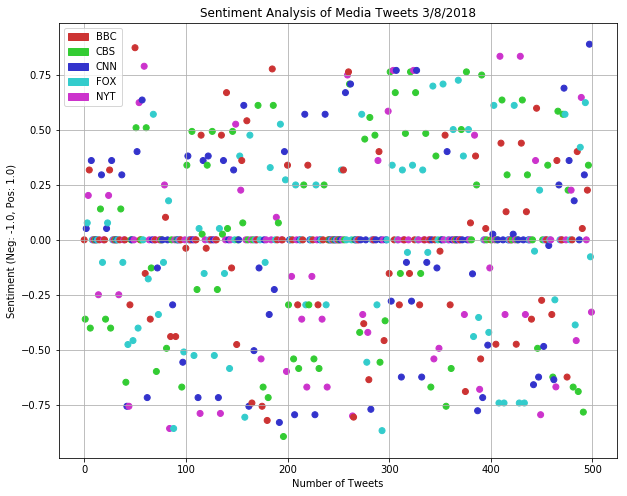 Sentiment Analysis of Media Tweets 3/8/2018
BBC
CBS
CNN
FOX
NYT
0.75
0.50
0.25
0.00
−0.25
−0.50
−0.75
Sentiment (Neg: -1.0, Pos: 1.0)
0 100 200 300 400 500
Number of Tweets